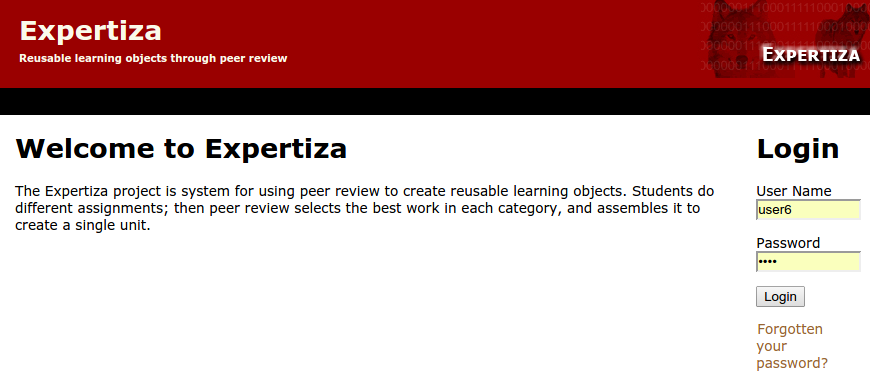 Expertiza
Reusable learning objects through peer review
EXPERTIZA
Welcome to Expertiza
The Expertiza project is system for using peer review to create reusable learning objects. Students do
different assignments; then peer review selects the best work in each category, and assembles it to
create a single unit.
Login
User Name
user6
Password
••••
Login
Forgotten
your
password?